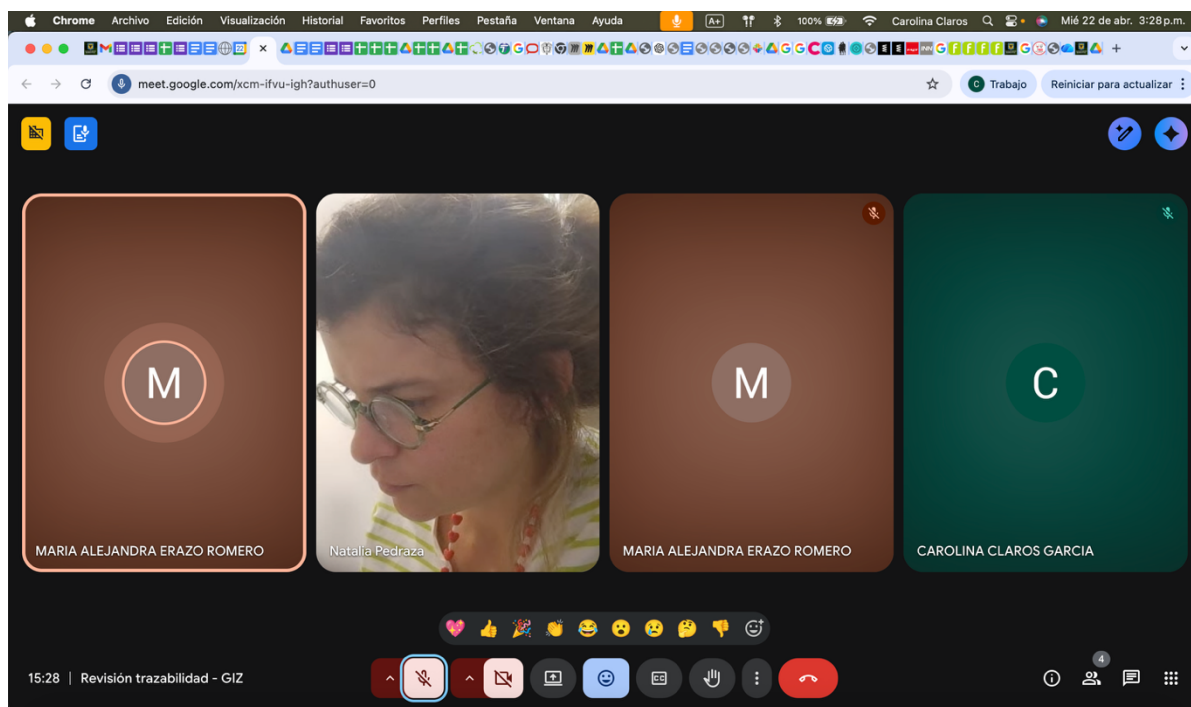 Chrome Archivo Edición Visualización Historial Favoritos Perfiles Pestaña Ventana Ayuda A+ 100% Carolina Claros Mié 22 de abr. 3:28 p.m.
meet.google.com/xcm-ifvu-igh?authuser=0 C Trabajo Reiniciar para actualizar
M M C
MARIA ALEJANDRA ERAZO ROMERO Natalia Pedraza MARIA ALEJANDRA ERAZO ROMERO CAROLINA CLAROS GARCIA
4
15:28 | Revisión trazabilidad - GIZ CC